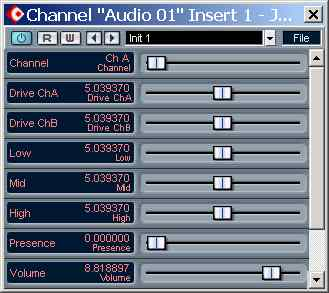 Channel "Audio 01" Insert 1 - J...
R W Init 1 File
Channel Ch A
Channel
Drive ChA 5.039370
Drive ChA
Drive ChB 5.039370
Drive ChB
Low 5.039370
Low
Mid 5.039370
Mid
High 5.039370
High
Presence 0.000000
Presence
Volume 8.818897
Volume